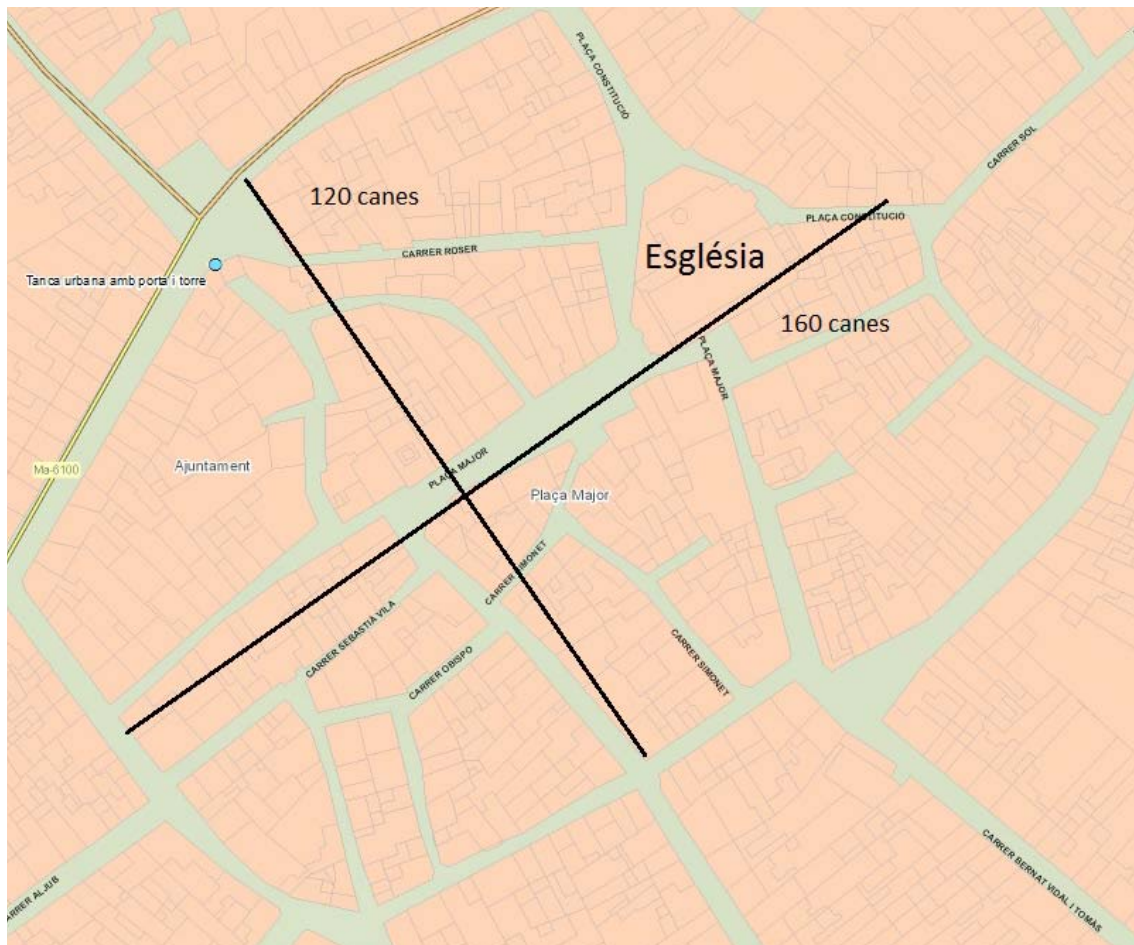 PLAÇA CONSTITUCIÓ
CARRER SOL
120 canes
PLAÇA CONSTITUCIÓ
CARRER ROSER
Església
Tanca urbana amb porta i torre
160 canes
PLAÇA MAJOR
Ma-6100
Ajuntament
PLAÇA MAJOR
Plaça Major
CARRER SIMONET
CARRER SEBASTIÀ VILA
CARRER OBISPO
CARRER SIMONET
CARRER ALJUB
CARRER BERNAT VIDAL I TOMÀS